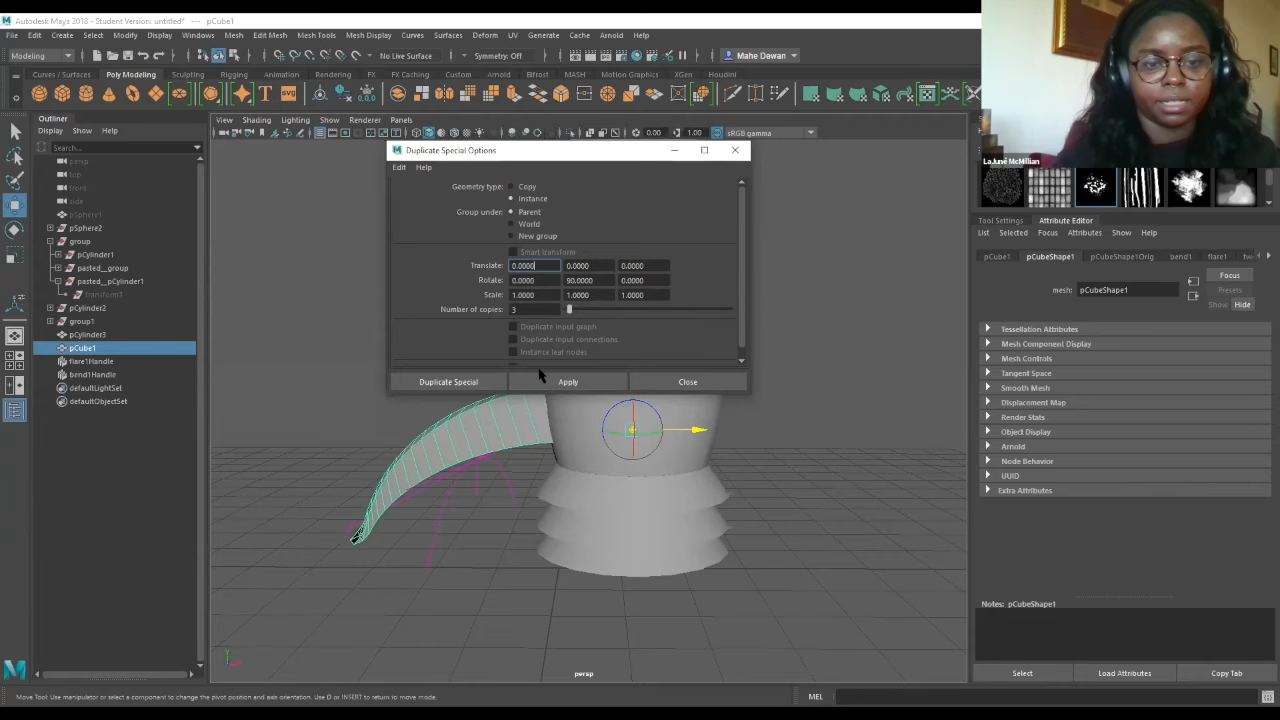 Autodesk Maya 2018 - Student Version: untitled* --- pCube1
File Edit Create Select Modify Display Windows Mesh Edit Mesh Mesh Tools Mesh Display Curves Surfaces Deform UV Generate Cache Arnold Help
Modeling No Live Surface Symmetry: Off Mahe Dawan
Curves / Surfaces Poly Modeling Sculpting Rigging Animation Rendering FX FX Caching Custom Arnold Bifrost MASH Motion Graphics XGen Houdini
Outliner
Display Show Help
Search...
persp
top
front
side
pSphere1
pSphere2
group
pCylinder1
pasted__group
pasted__pCylinder1
transform3
pCylinder2
group1
pCylinder3
pCube1
flare1Handle
bend1Handle
defaultLightSet
defaultObjectSet
View Shading Lighting Show Renderer Panels
0.00 1.00 sRGB gamma
Duplicate Special Options
Edit Help
Geometry type: Copy
Instance
Group under: Parent
World
New group
Smart transform
Translate: 0.0000 0.0000 0.0000
Rotate: 0.0000 90.0000 0.0000
Scale: 1.0000 1.0000 1.0000
Number of copies: 3
Duplicate input graph
Duplicate input connections
Instance leaf nodes
Duplicate Special Apply Close
persp
LaJuné McMillian
Tool Settings Attribute Editor
List Selected Focus Attributes Show Help
pCube1 pCubeShape1 pCubeShape1Orig bend1 flare1
Focus
Presets
Show Hide
mesh: pCubeShape1
Tessellation Attributes
Mesh Component Display
Mesh Controls
Tangent Space
Smooth Mesh
Displacement Map
Render Stats
Object Display
Arnold
Node Behavior
UUID
Extra Attributes
Notes: pCubeShape1
Select Load Attributes Copy Tab
Move Tool: Use manipulator or select a component to change the pivot position and axis orientation. Use D or INSERT to return to move mode.
MEL